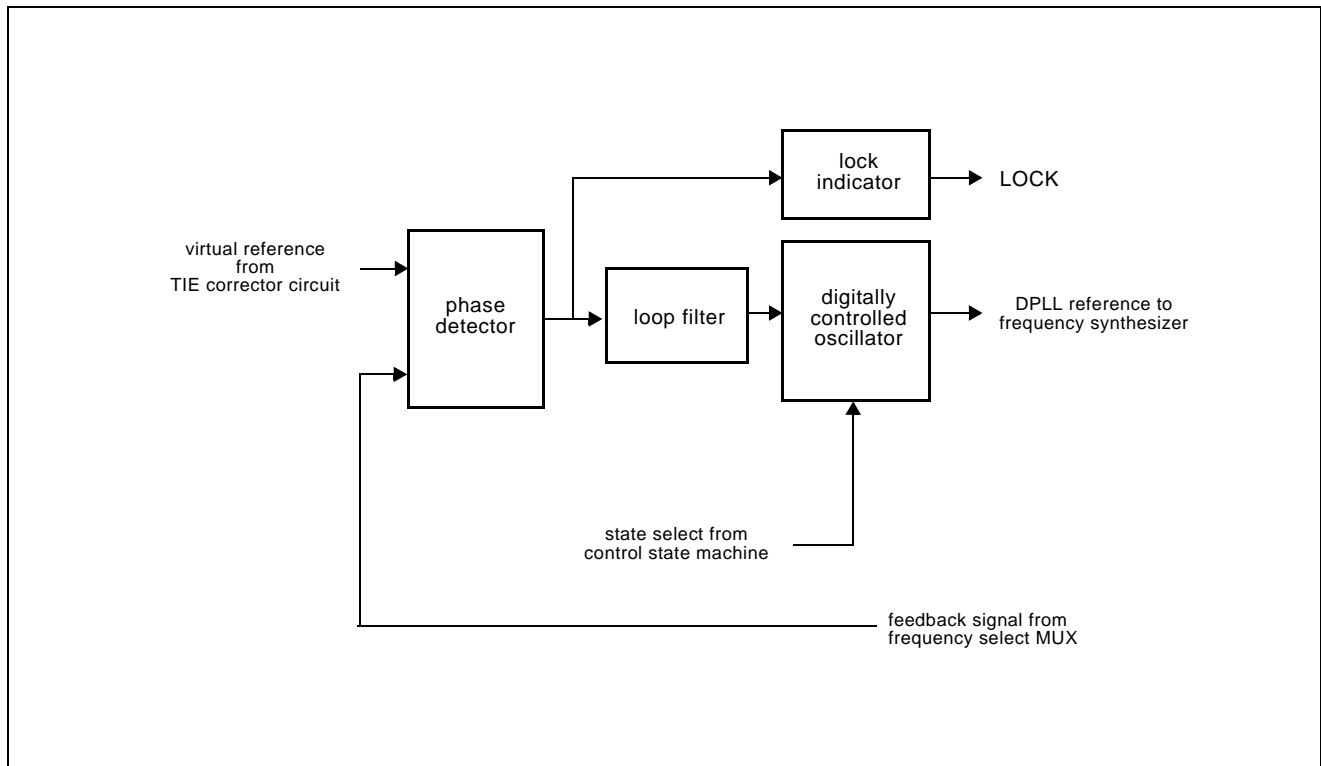 lock
indicator
LOCK
virtual reference
from
TIE corrector circuit
phase
detector
loop filter
digitally
controlled
oscillator
DPLL reference to
frequency synthesizer
state select from
control state machine
feedback signal from
frequency select MUX